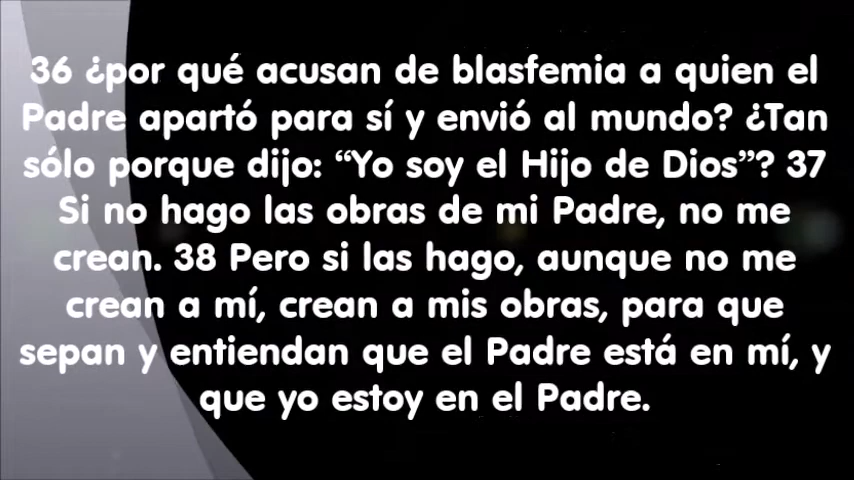 36 ¿por qué acusan de blasfemia a quien el
Padre apartó para sí y envió al mundo? ¿Tan
sólo porque dijo: “Yo soy el Hijo de Dios”? 37
Si no hago las obras de mi Padre, no me
crean. 38 Pero si las hago, aunque no me
crean a mí, crean a mis obras, para que
sepan y entiendan que el Padre está en mí, y
que yo estoy en el Padre.